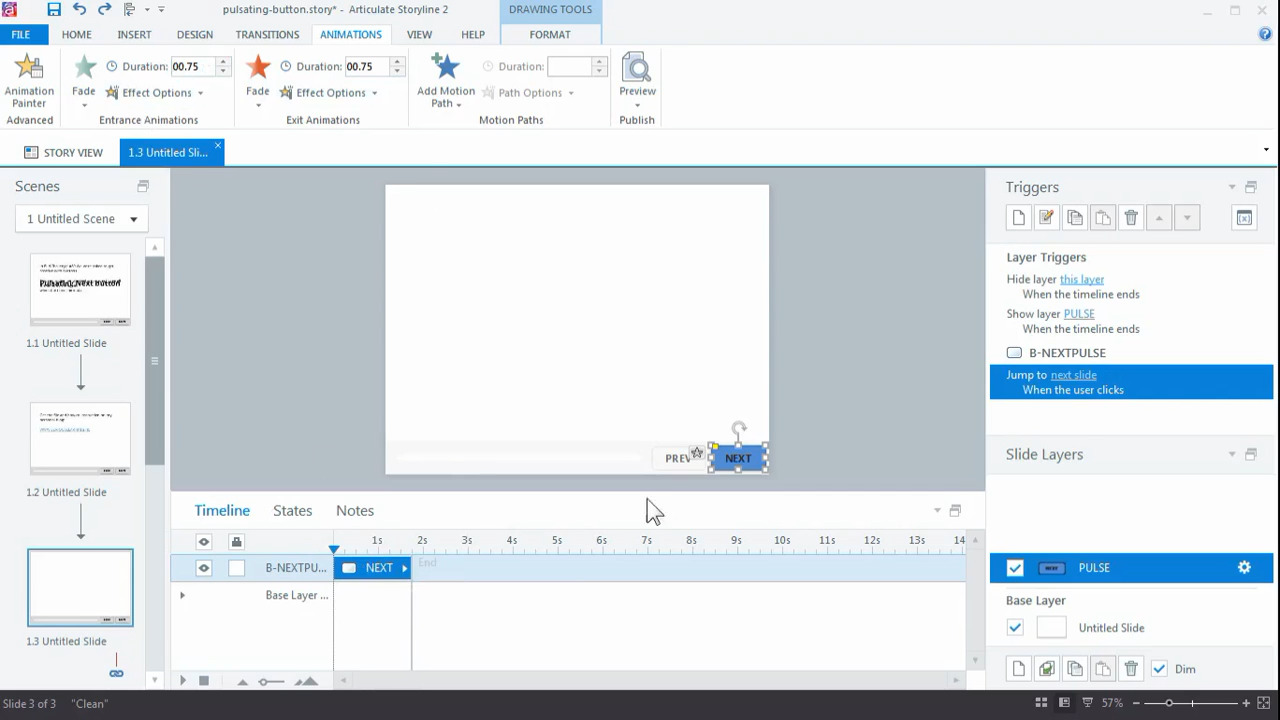 pulsating-button.story* - Articulate Storyline 2
DRAWING TOOLS
FILE HOME INSERT DESIGN TRANSITIONS ANIMATIONS VIEW HELP FORMAT
Animation Painter
Advanced
Fade
Duration: 00.75
Effect Options
Entrance Animations
Fade
Duration: 00.75
Effect Options
Exit Animations
Add Motion Path
Duration:
Path Options
Motion Paths
Preview
Publish
STORY VIEW
1.3 Untitled Sli...
Scenes
1 Untitled Scene
1.1 Untitled Slide
1.2 Untitled Slide
1.3 Untitled Slide
PREV
NEXT
Timeline States Notes
1s 2s 3s 4s 5s 6s 7s 8s 9s 10s 11s 12s 13s 14
B-NEXTPU... NEXT End
Base Layer ...
Triggers
Layer Triggers
Hide layer this layer
When the timeline ends
Show layer PULSE
When the timeline ends
B-NEXTPULSE
Jump to next slide
When the user clicks
Slide Layers
PULSE
Base Layer
Untitled Slide
Dim
Slide 3 of 3 "Clean"
57%